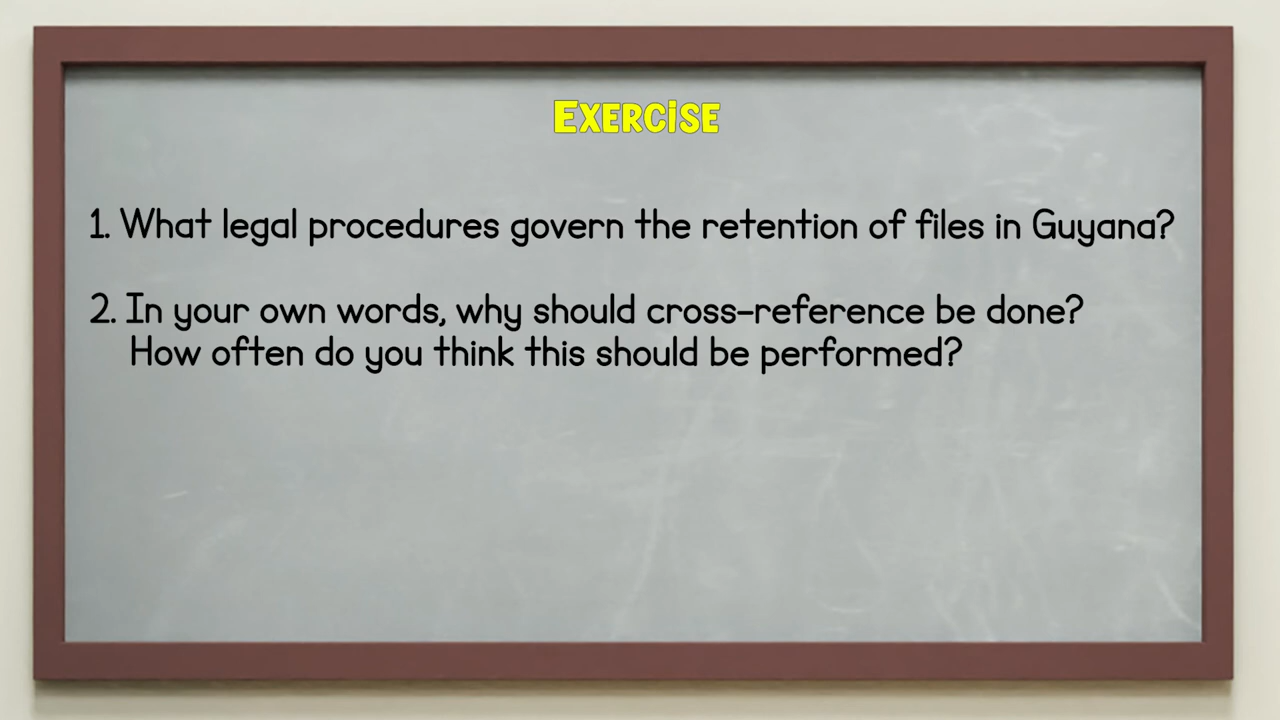 Exercise
1. What legal procedures govern the retention of files in Guyana?
2. In your own words, why should cross-reference be done?
How often do you think this should be performed?